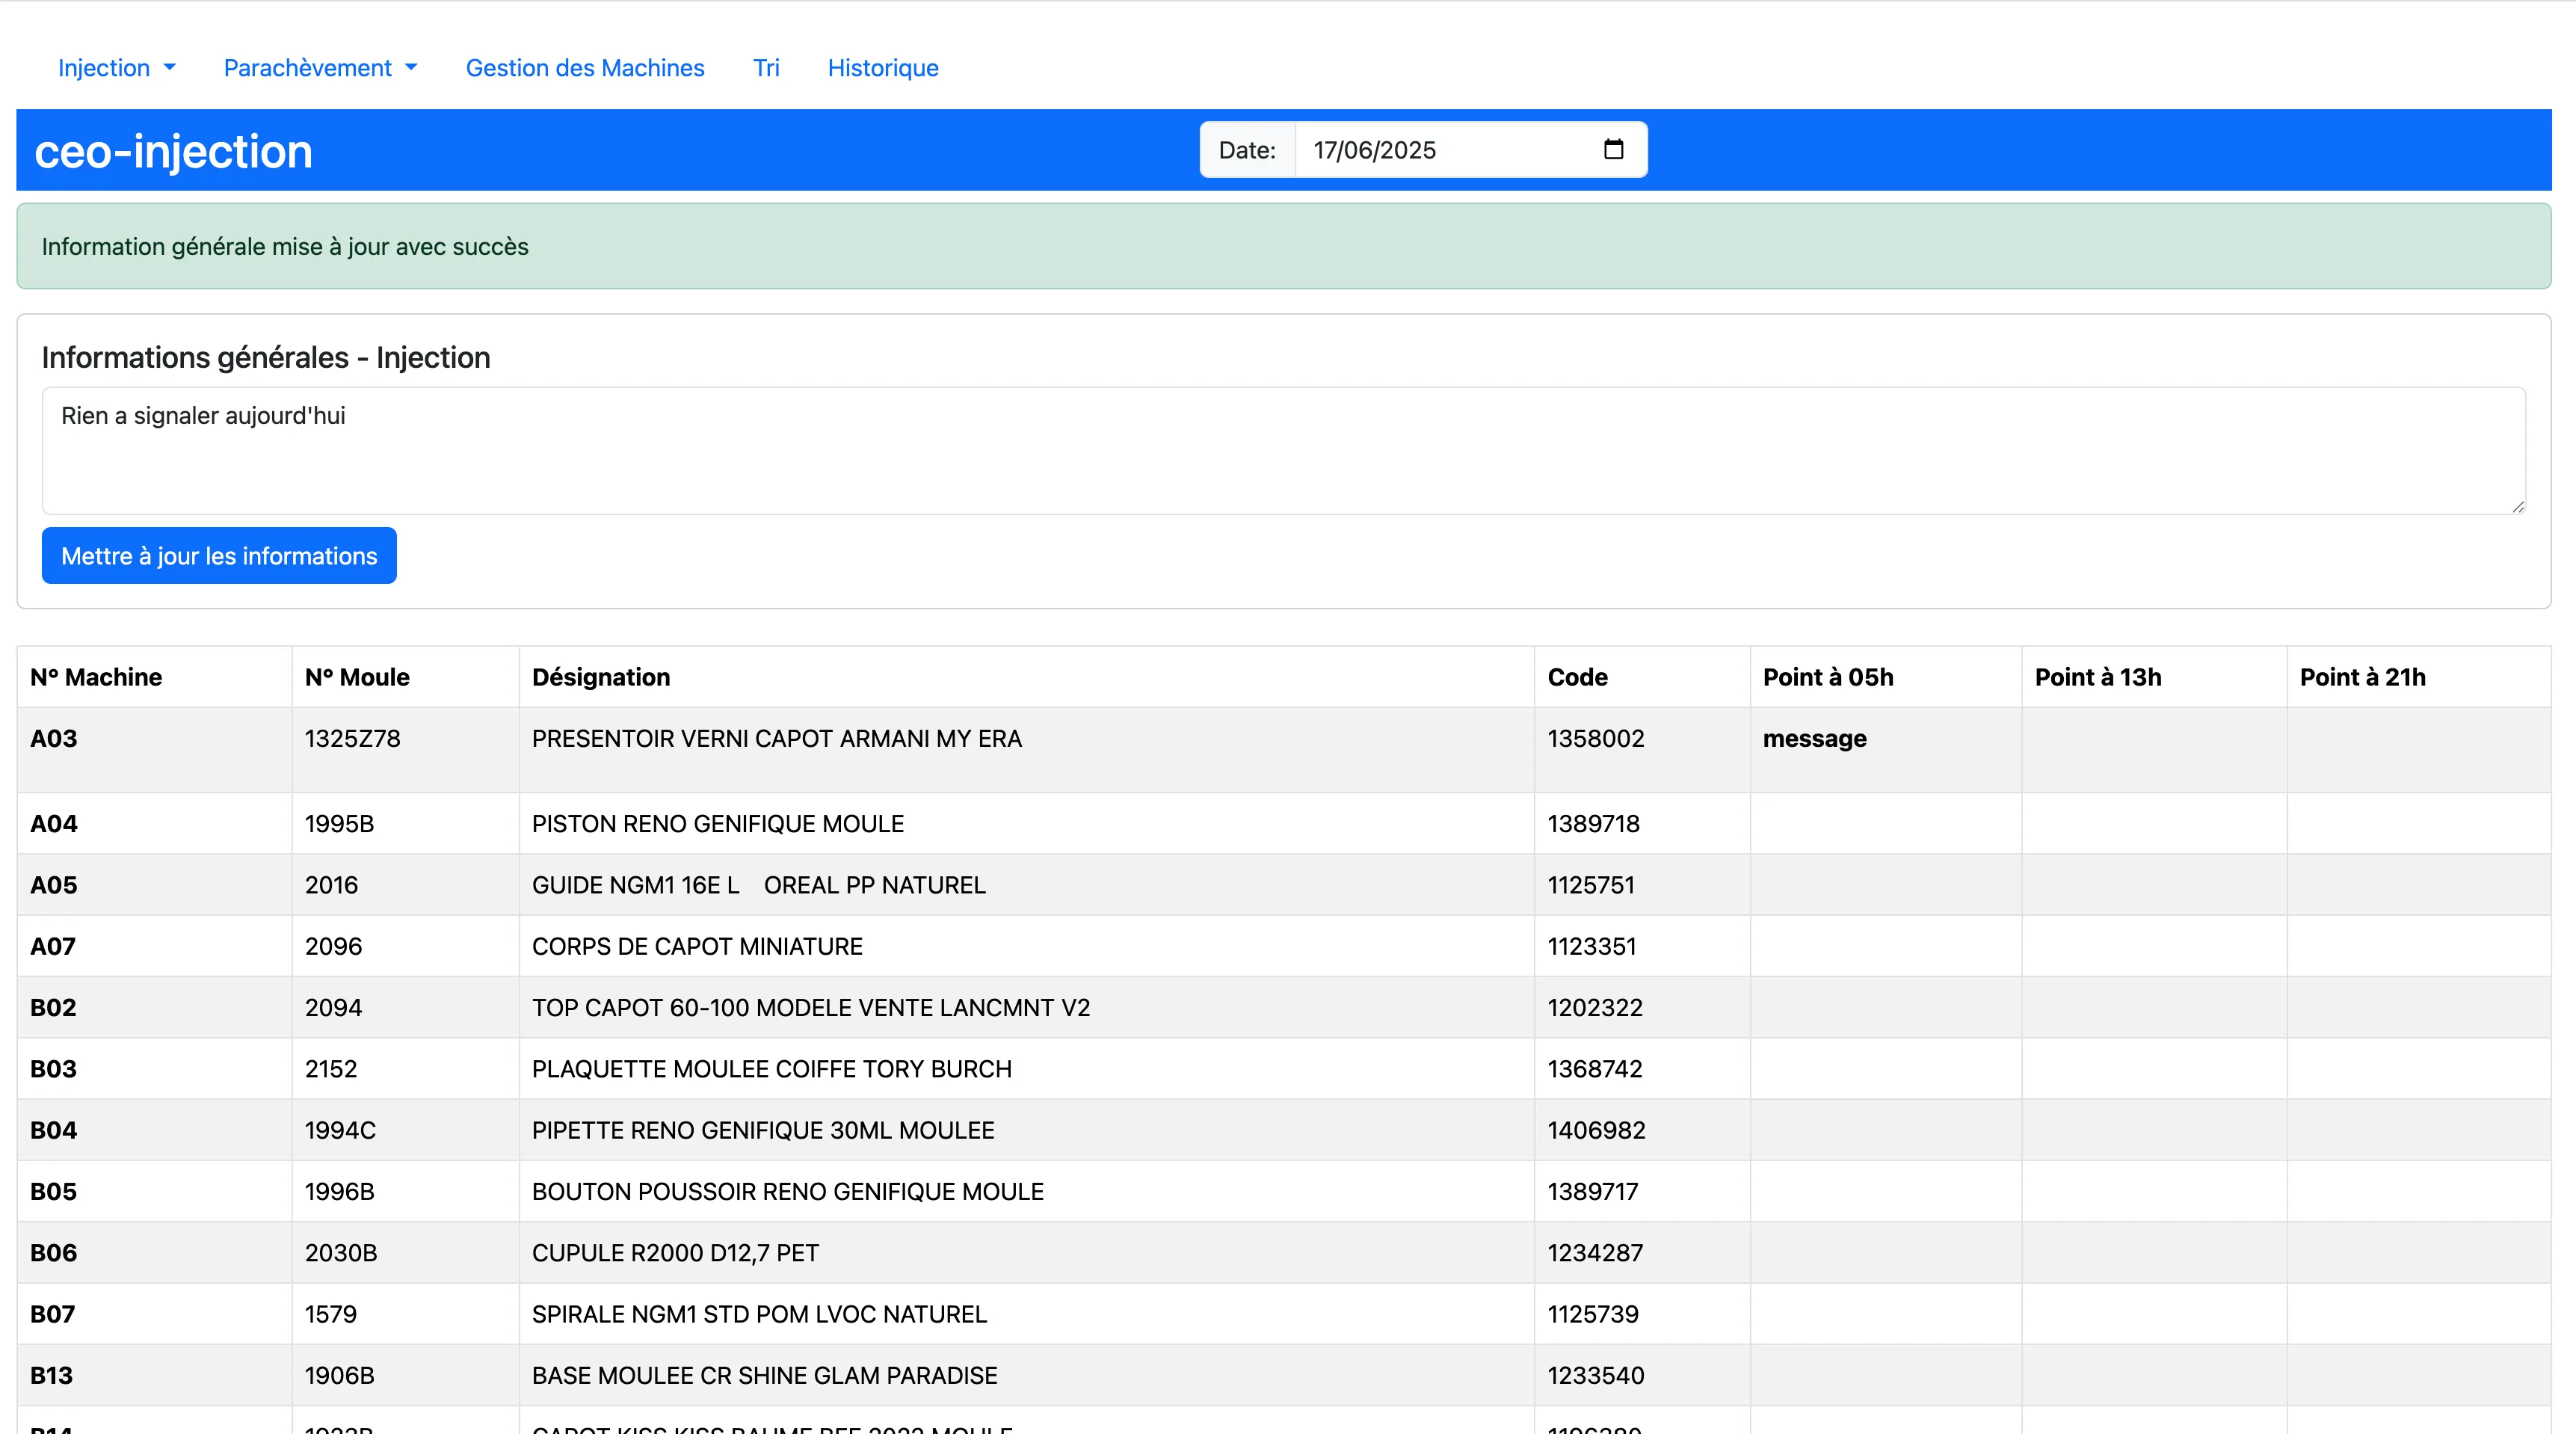 Injection Parachèvement Gestion des Machines Tri Historique
ceo-injection Date: 17/06/2025
Information générale mise à jour avec succès
Informations générales - Injection
Rien a signaler aujourd'hui
Mettre à jour les informations
N° Machine N° Moule Désignation Code Point à 05h Point à 13h Point à 21h
A03 1325Z78 PRESENTOIR VERNI CAPOT ARMANI MY ERA 1358002 message
A04 1995B PISTON RENO GENIFIQUE MOULE 1389718
A05 2016 GUIDE NGM1 16E L OREAL PP NATUREL 1125751
A07 2096 CORPS DE CAPOT MINIATURE 1123351
B02 2094 TOP CAPOT 60-100 MODELE VENTE LANCMNT V2 1202322
B03 2152 PLAQUETTE MOULEE COIFFE TORY BURCH 1368742
B04 1994C PIPETTE RENO GENIFIQUE 30ML MOULEE 1406982
B05 1996B BOUTON POUSSOIR RENO GENIFIQUE MOULE 1389717
B06 2030B CUPULE R2000 D12,7 PET 1234287
B07 1579 SPIRALE NGM1 STD POM LVOC NATUREL 1125739
B13 1906B BASE MOULEE CR SHINE GLAM PARADISE 1233540
B14 CAPOT KISS KISS BAUME